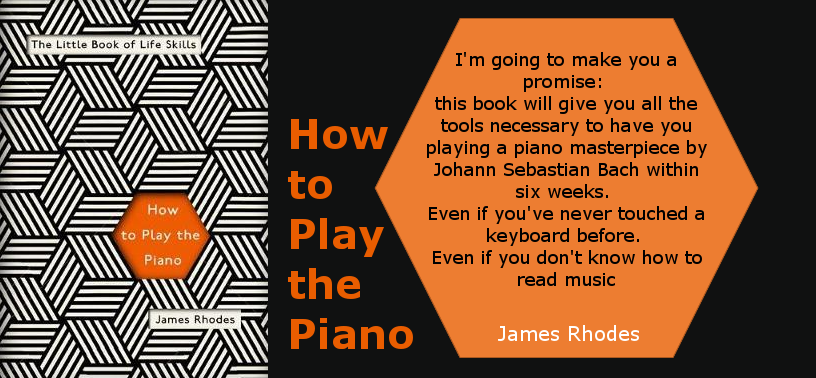 The Little Book of Life Skills
How
to Play the
Piano
James Rhodes
How
to
Play
the
Piano
I'm going to make you a
promise:
this book will give you all the
tools necessary to have you
playing a piano masterpiece by
Johann Sebastian Bach within
six weeks.
Even if you've never touched a
keyboard before.
Even if you don't know how to
read music
James Rhodes